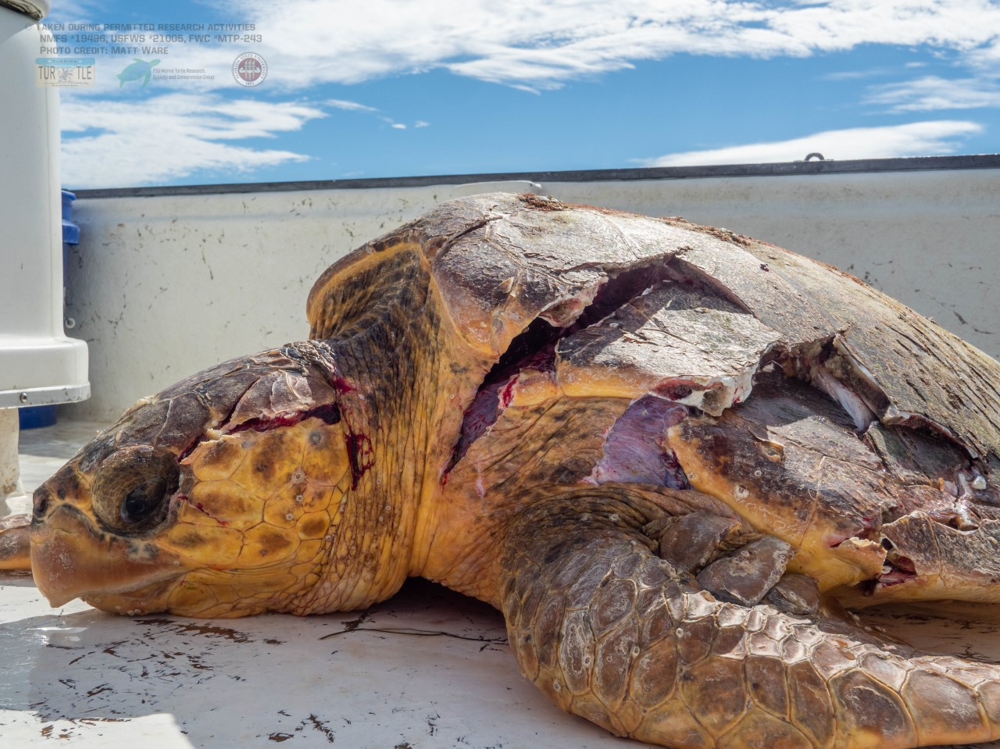 TAKEN DURING PERMITTED RESEARCH ACTIVITIES
NMFS #19496, USFWS #21005, FWC #MTP-243
PHOTO CREDIT: MATT WARE
FLORIDA
TUR TLE
FSU Marine Turtle Research,
Ecology and Conservation Group